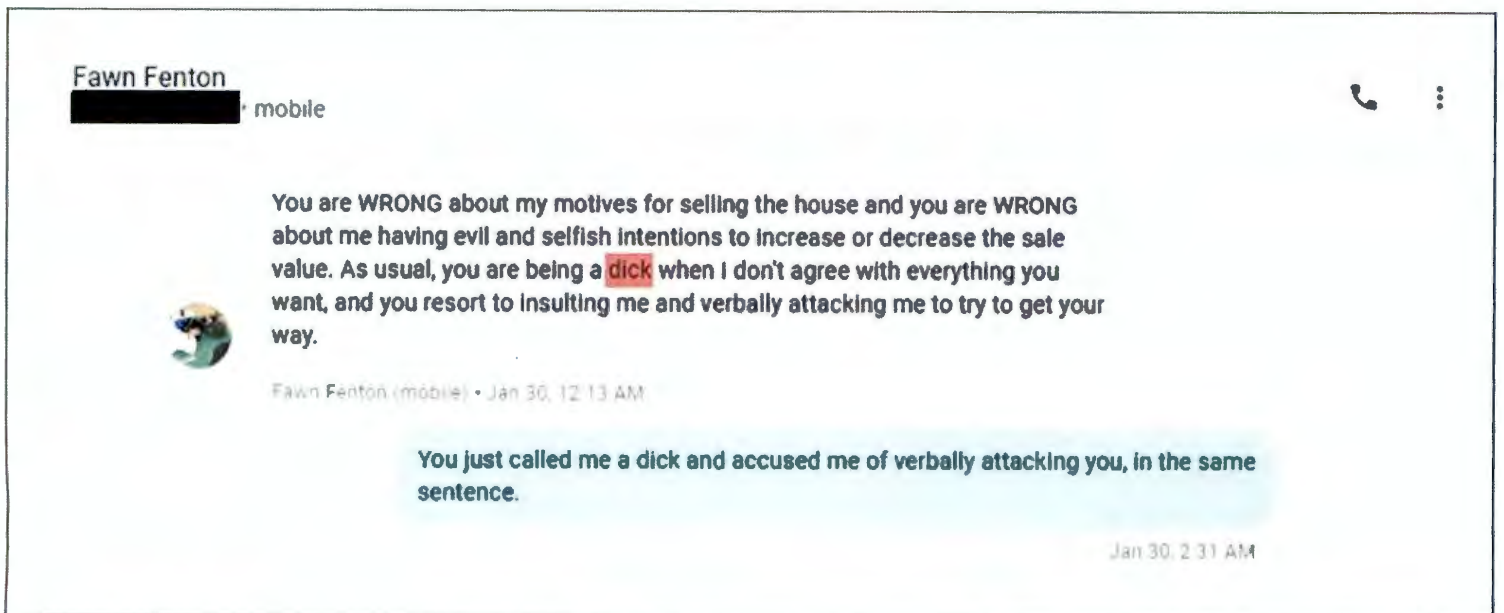 Fawn Fenton
• mobile
You are WRONG about my motives for selling the house and you are WRONG
about me having evil and selfish intentions to increase or decrease the sale
value. As usual, you are being a dick when I don't agree with everything you
want, and you resort to insulting me and verbally attacking me to try to get your
way.
Fawn Fenton (mobile) • Jan 30, 12:13 AM
You just called me a dick and accused me of verbally attacking you, in the same
sentence.
Jan 30, 2:31 AM